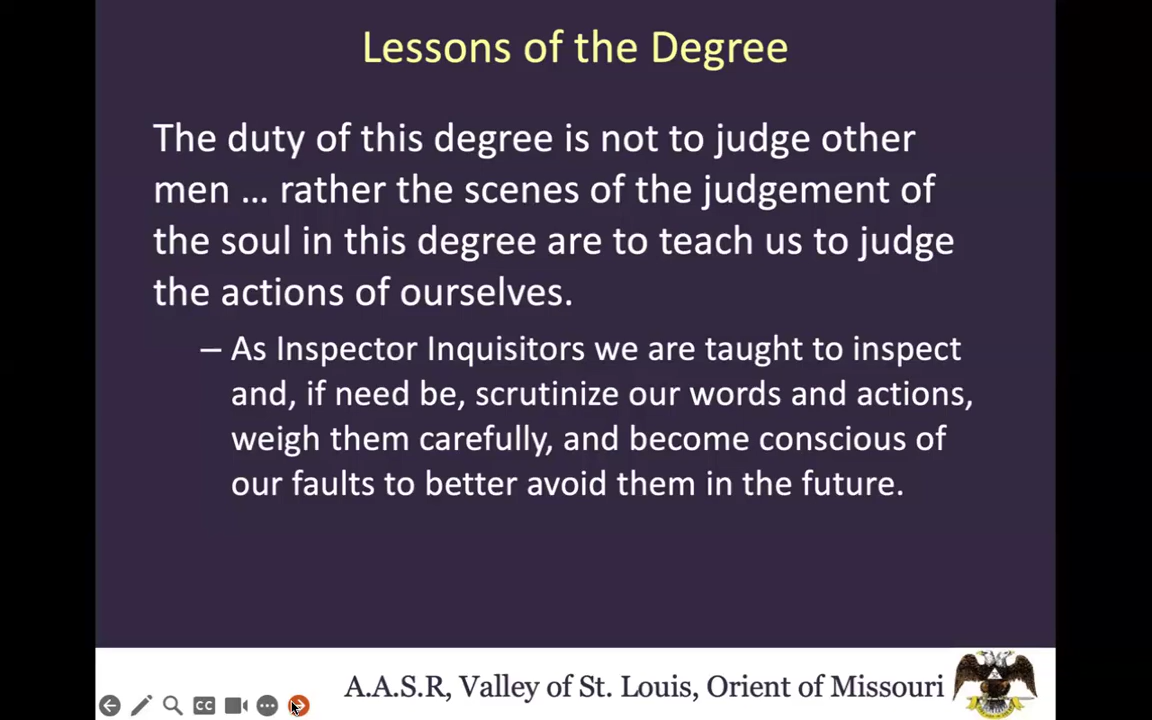 Lessons of the Degree
The duty of this degree is not to judge other
men ... rather the scenes of the judgement of
the soul in this degree are to teach us to judge
the actions of ourselves.
– As Inspector Inquisitors we are taught to inspect
and, if need be, scrutinize our words and actions,
weigh them carefully, and become conscious of
our faults to better avoid them in the future.
A.A.S.R, Valley of St. Louis, Orient of Missouri
CC